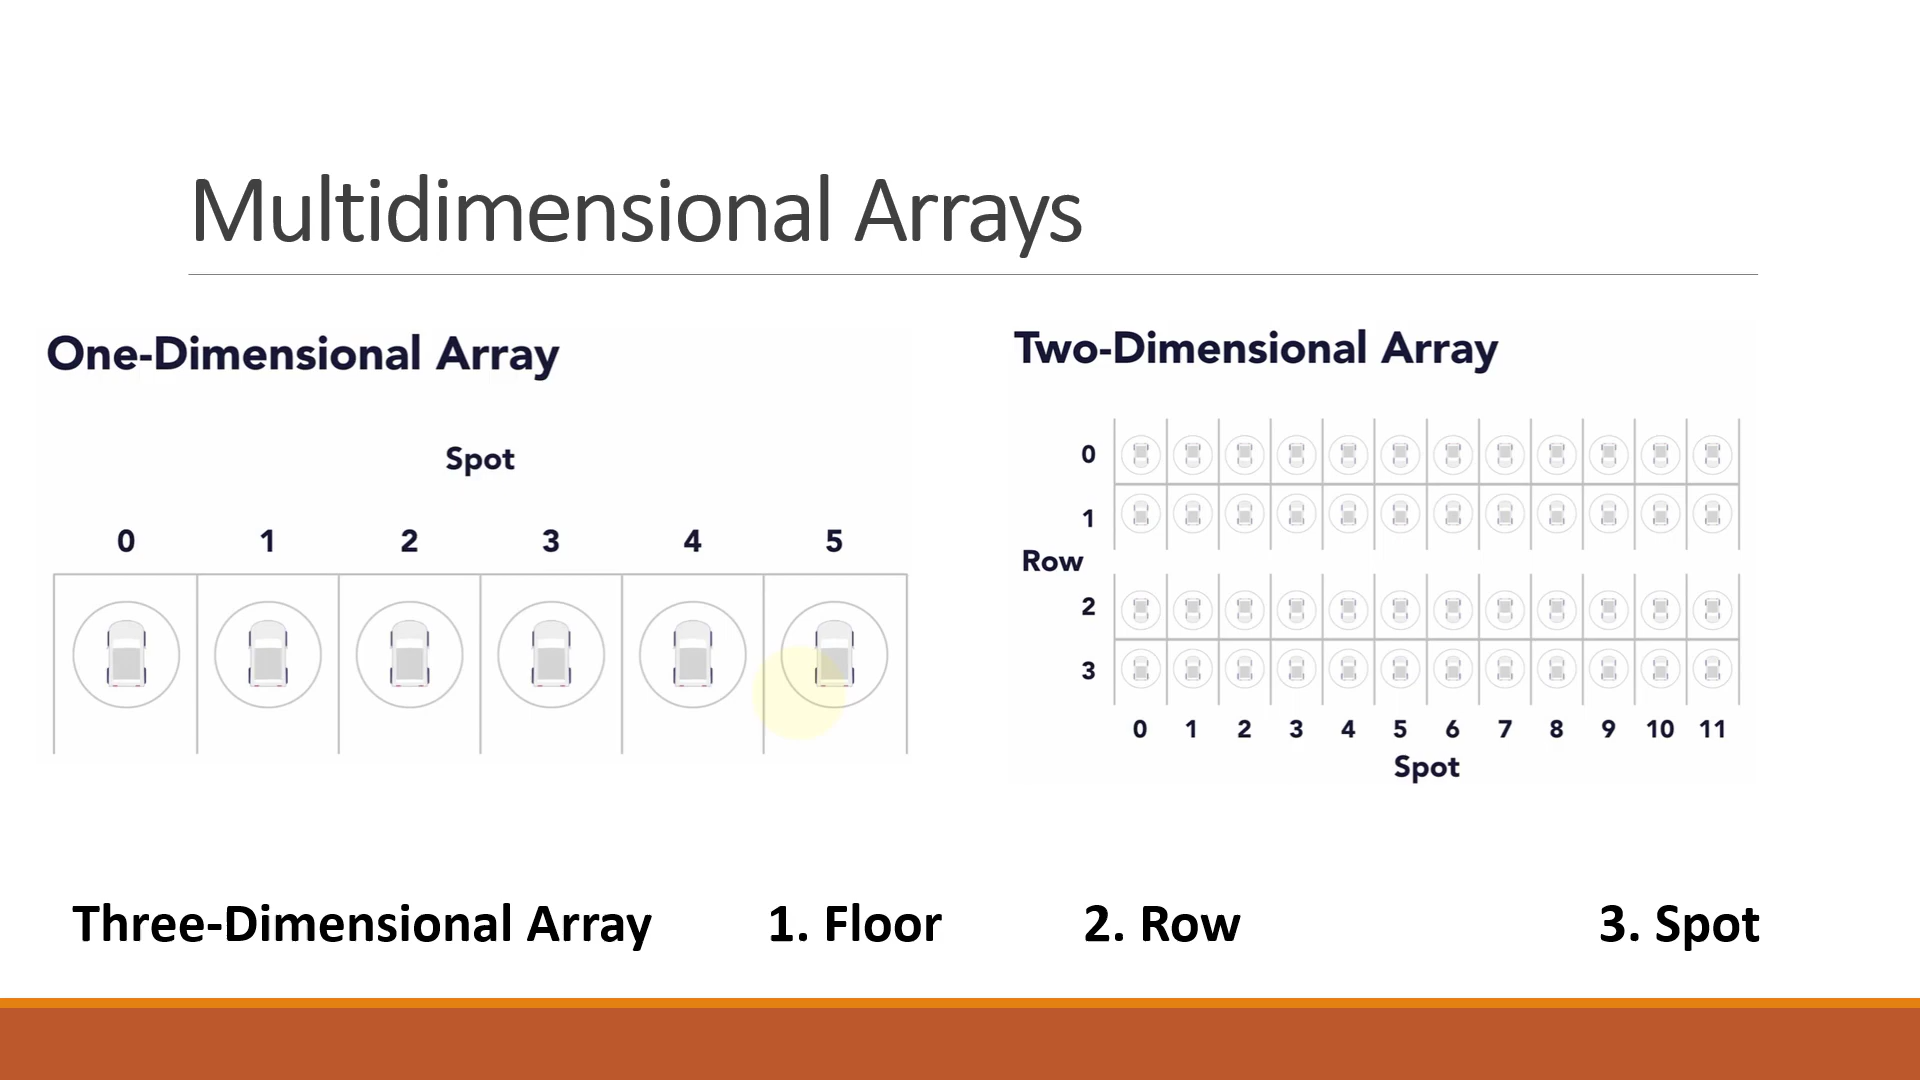 Multidimensional Arrays
One-Dimensional Array
Spot
0 1 2 3 4 5
Two-Dimensional Array
0
1
Row
2
3
0 1 2 3 4 5 6 7 8 9 10 11
Spot
Three-Dimensional Array 1. Floor 2. Row 3. Spot